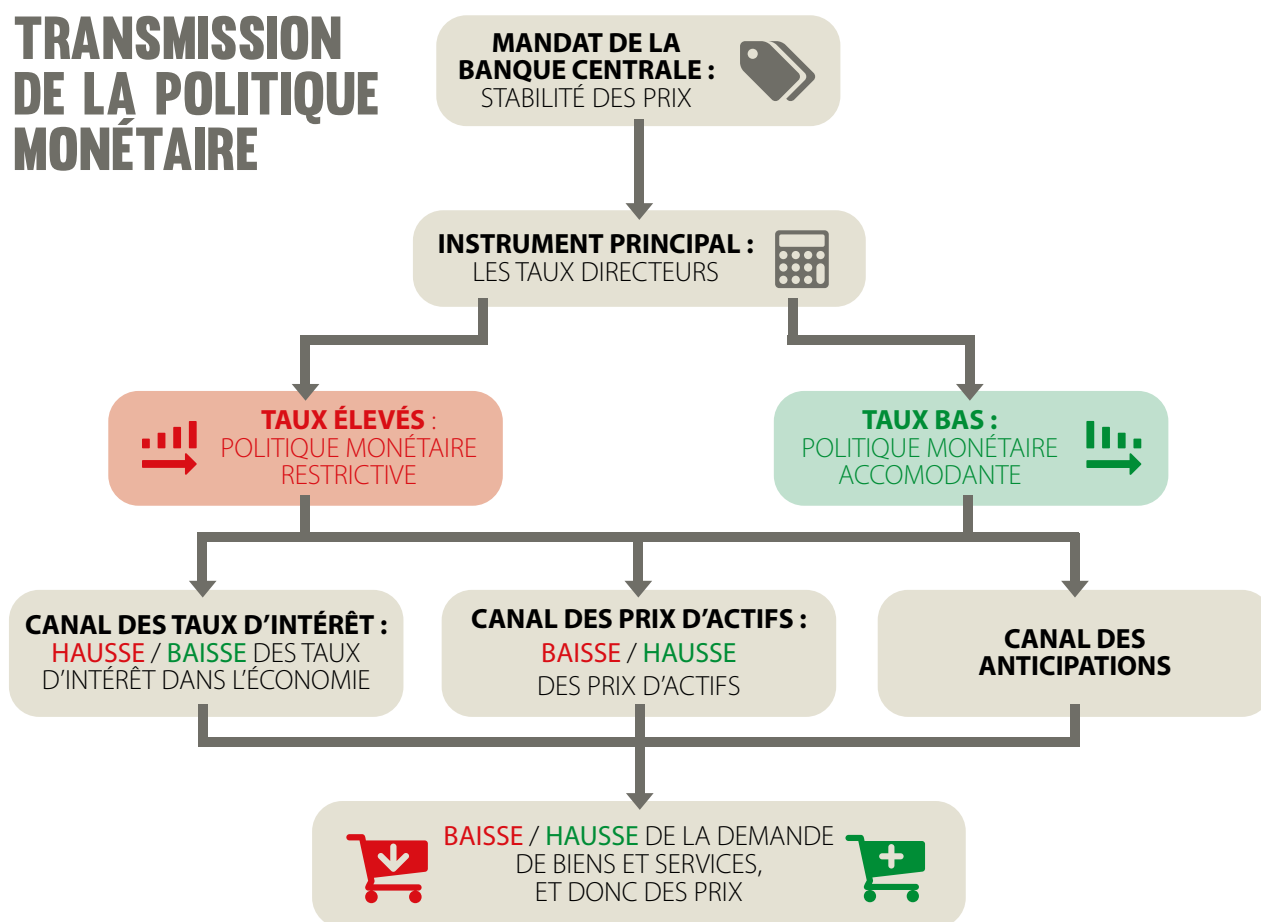 TRANSMISSION
DE LA POLITIQUE
MONÉTAIRE
MANDAT DE LA
BANQUE CENTRALE :
STABILITÉ DES PRIX
INSTRUMENT PRINCIPAL :
LES TAUX DIRECTEURS
TAUX ÉLEVÉS :
POLITIQUE MONÉTAIRE
RESTRICTIVE
TAUX BAS :
POLITIQUE MONÉTAIRE
ACCOMODANTE
CANAL DES TAUX D'INTÉRÊT :
HAUSSE / BAISSE DES TAUX
D'INTÉRÊT DANS L'ÉCONOMIE
CANAL DES PRIX D'ACTIFS :
BAISSE / HAUSSE
DES PRIX D'ACTIFS
CANAL DES
ANTICIPATIONS
BAISSE / HAUSSE DE LA DEMANDE
DE BIENS ET SERVICES,
ET DONC DES PRIX